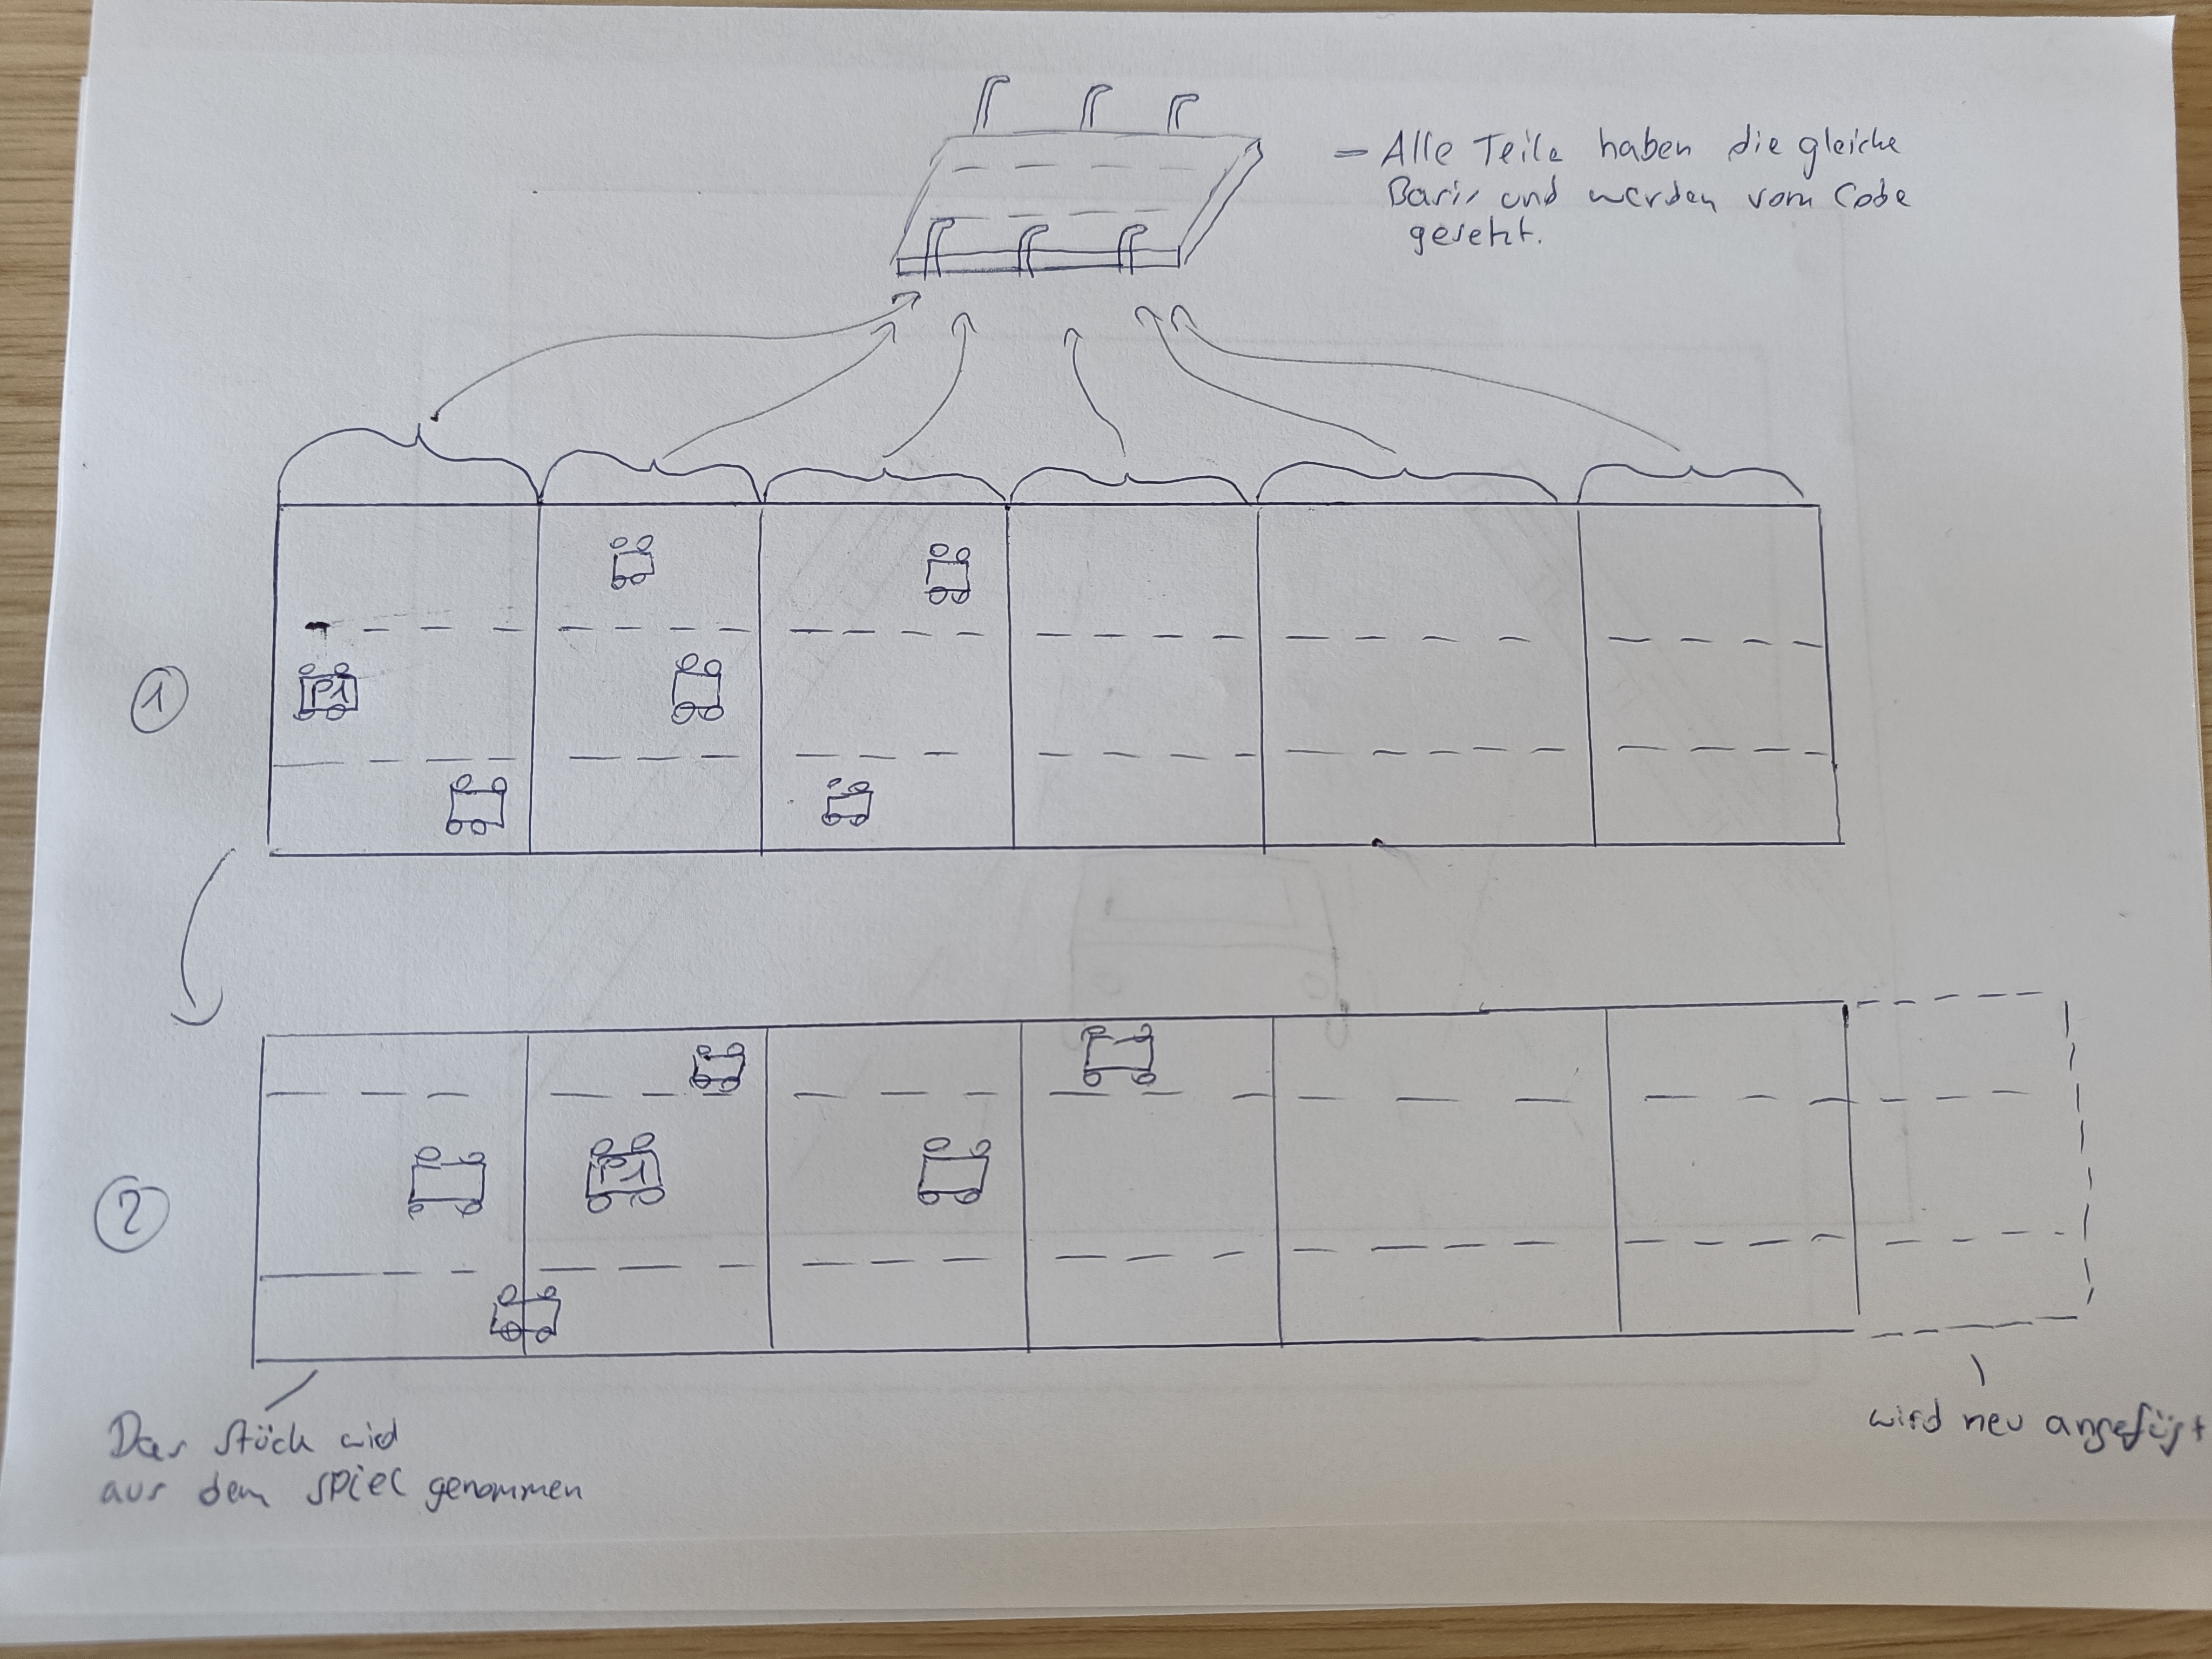 - Alle Teile haben die gleiche
Basis und werden vom Code
gesetzt.
1
P1
2
P1
Das Stück wid
aus dem Spiel genommen
wird neu angefügt